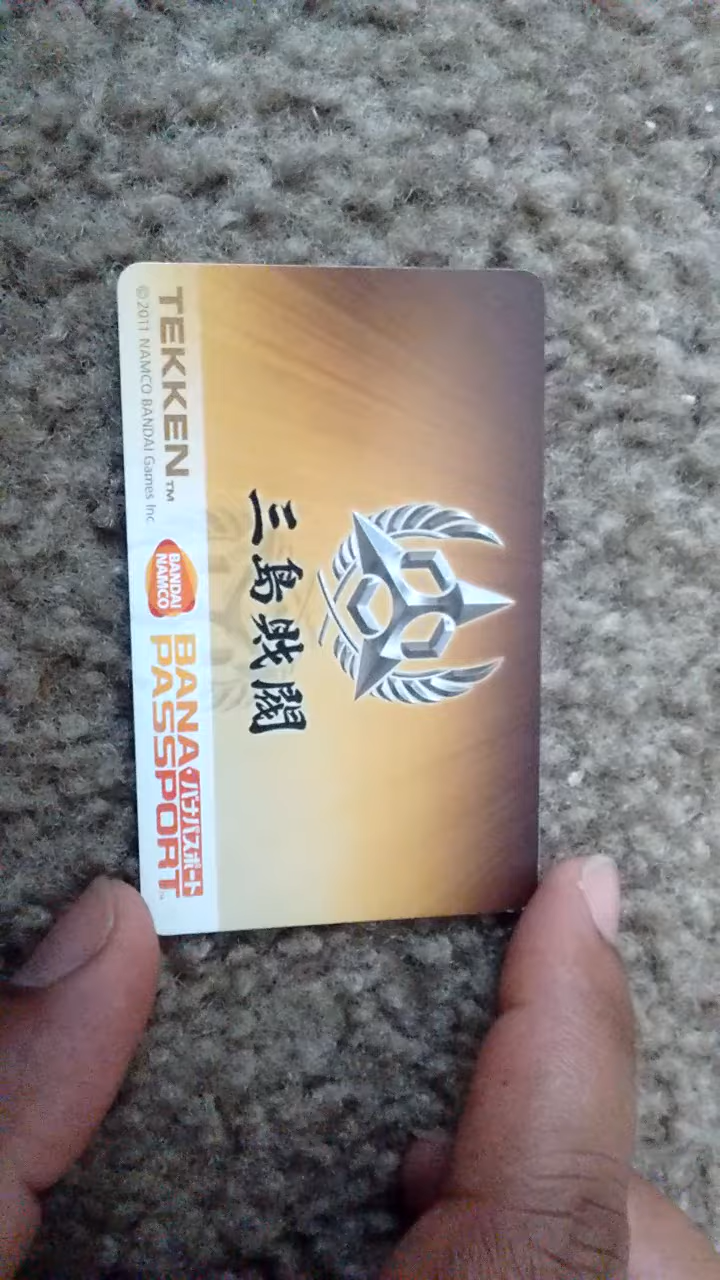 三島財閥
TEKKEN™
©2011 NAMCO BANDAI Games Inc.
BANDAI
NAMCO
BANA バナパスポート
PASSPORT™